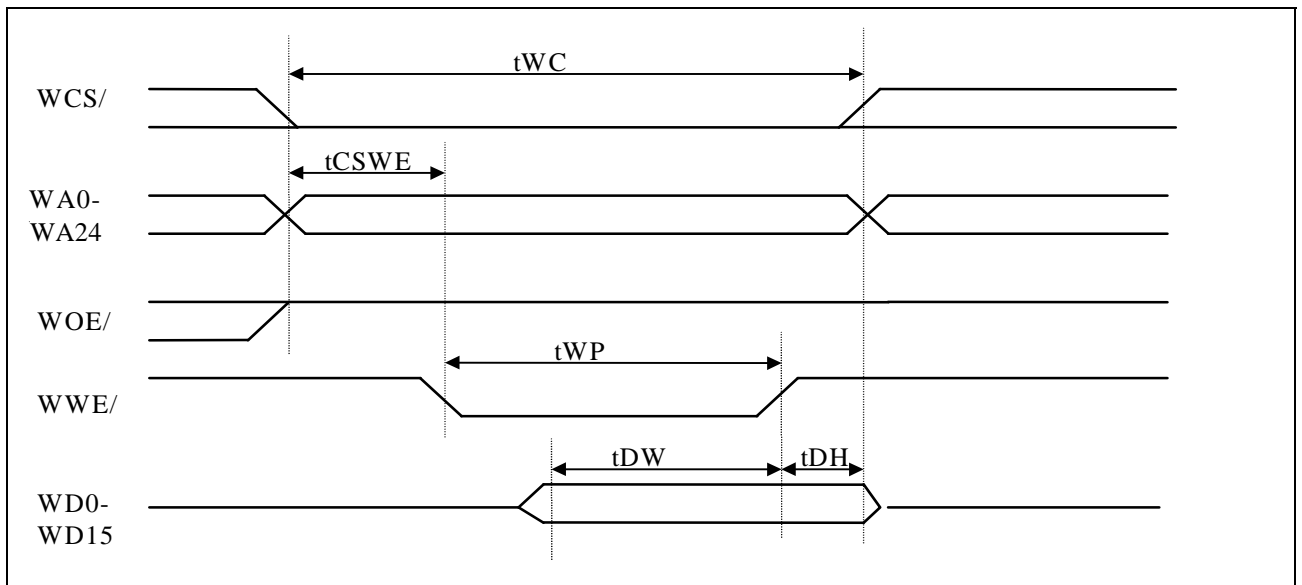 tWC
WCS/
tCSWE
WA0-
WA24
WOE/
tWP
WWE/
tDW
tDH
WD0-
WD15